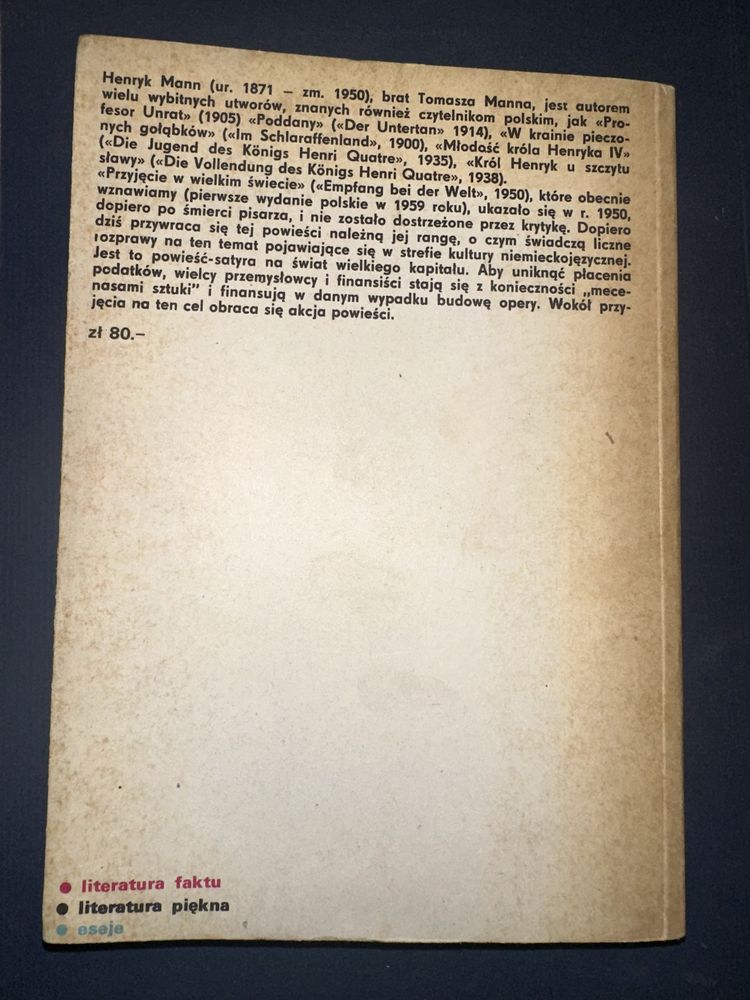 Henryk Mann (ur. 1871 – zm. 1950), brat Tomasza Manna, jest autorem
wielu wybitnych utworów, znanych również czytelnikom polskim, jak «Pro-
fesor Unrat» (1905) «Poddany» («Der Untertan» 1914), «W krainie pieczo-
nych gołąbków» («Im Schlaraffenland», 1900), «Młodość króla Henryka IV»
(«Die Jugend des Königs Henri Quatre», 1935), «Król Henryk u szczytu
sławy» («Die Vollendung des Königs Henri Quatre», 1938).
«Przyjęcie w wielkim świecie» («Empfang bei der Welt», 1950), które obecnie
wznawiamy (pierwsze wydanie polskie w 1959 roku), ukazało się w r. 1950,
dopiero po śmierci pisarza, i nie zostało dostrzeżone przez krytykę. Dopiero
dziś przywraca się tej powieści należną jej rangę, o czym świadczą liczne
rozprawy na ten temat pojawiające się w strefie kultury niemieckojęzycznej.
Jest to powieść-satyra na świat wielkiego kapitału. Aby uniknąć płacenia
podatków, wielcy przemysłowcy i finansiści stają się z konieczności „mece-
nasami sztuki” i finansują w danym wypadku budowę opery. Wokół przy-
jęcia na ten cel obraca się akcja powieści.
zł 80.–
● literatura faktu
● literatura piękna
● eseje